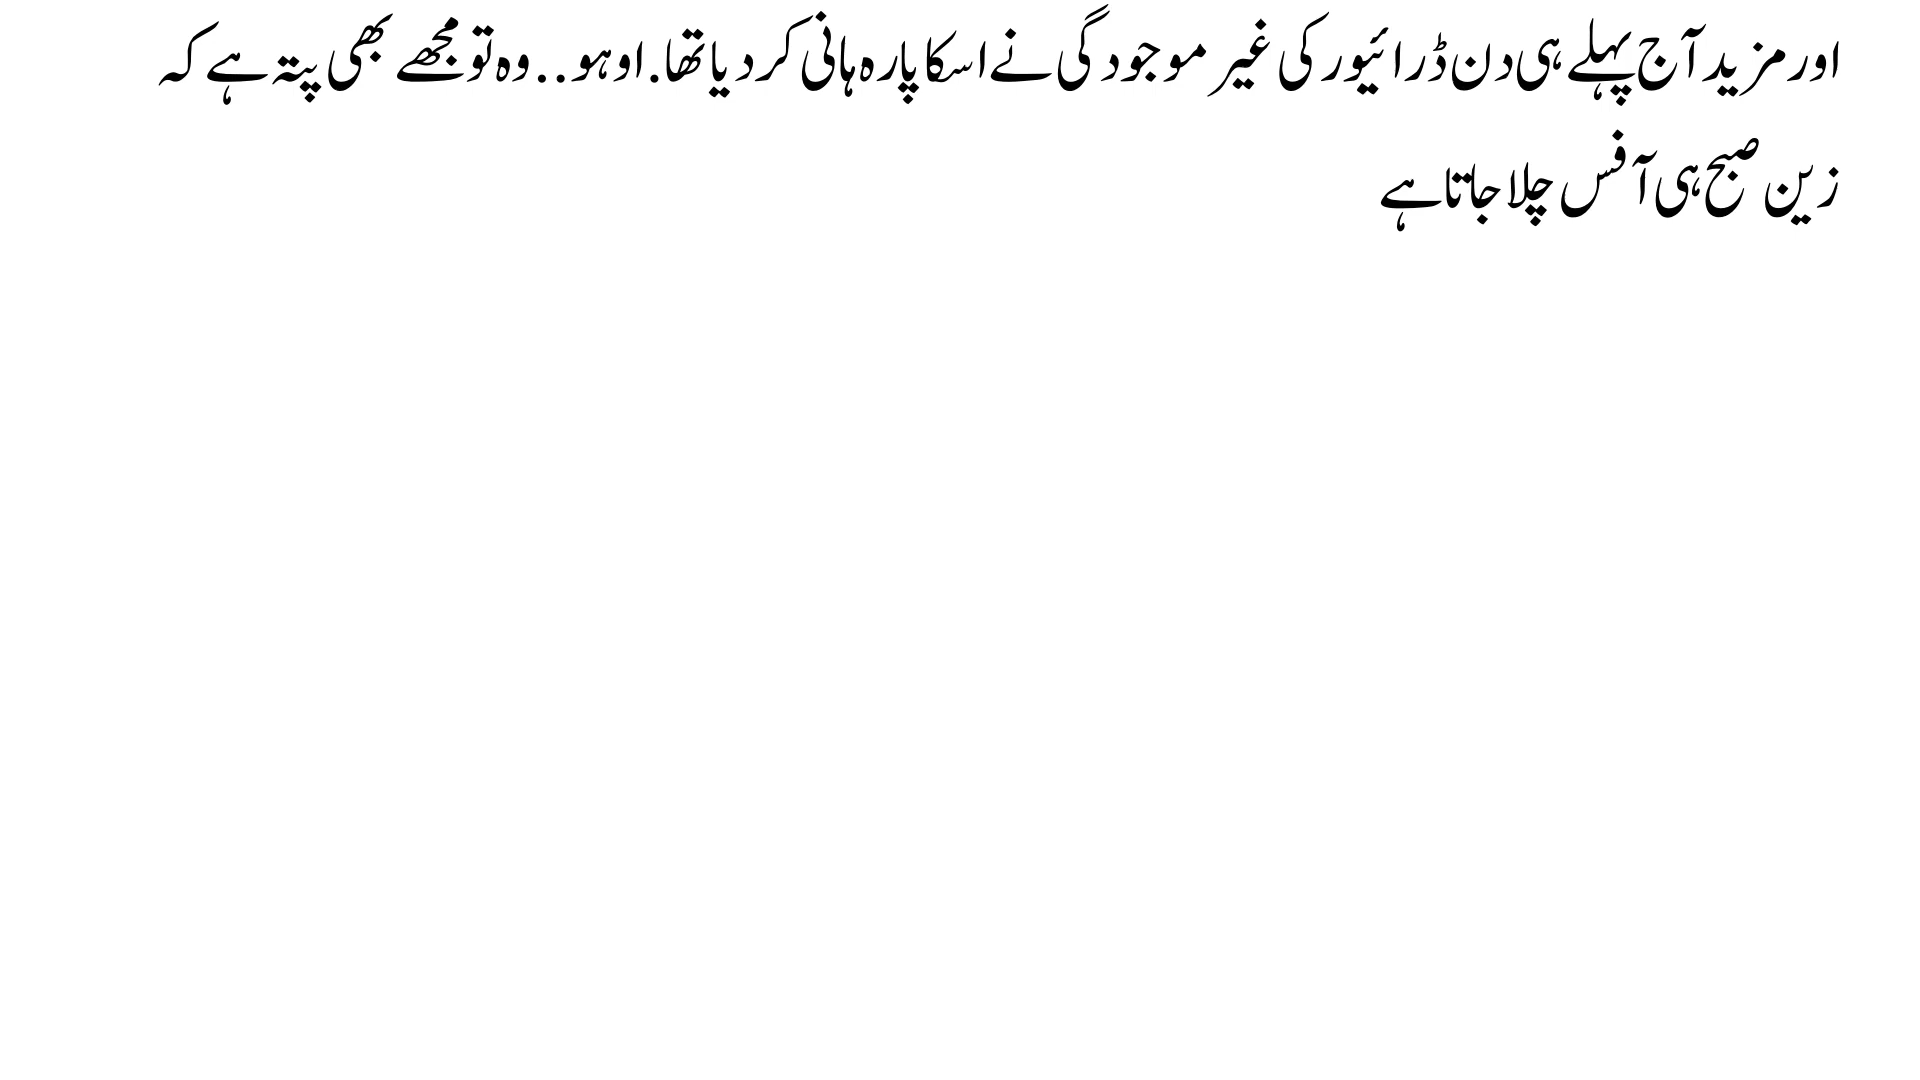 اور مزید آج پہلے ہی دن ڈرائیور کی غیر موجودگی نے اسکا پارہ ہانی کر دیا تھا. اوہو.. وہ تو مجھے بھی پتہ ہے کہ
زین صبح ہی آفس چلا جاتا ہے